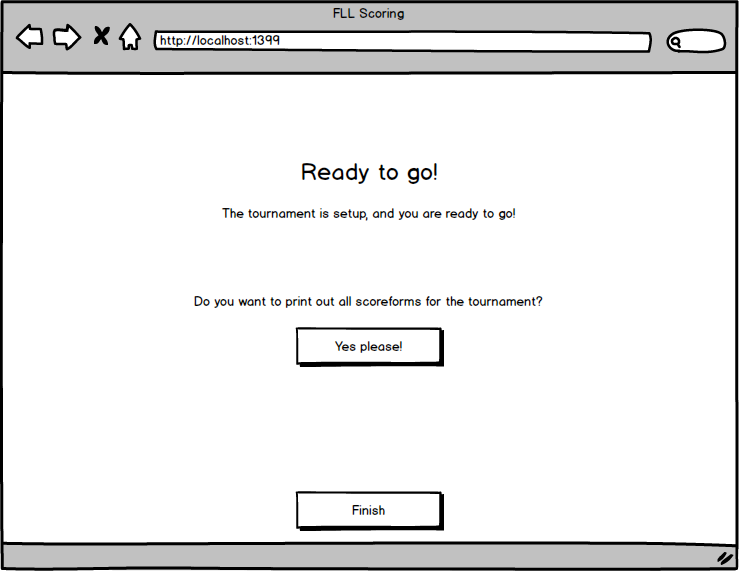 FLL Scoring
http://localhost:1399
Ready to go!
The tournament is setup, and you are ready to go!
Do you want to print out all scoreforms for the tournament?
Yes please!
Finish